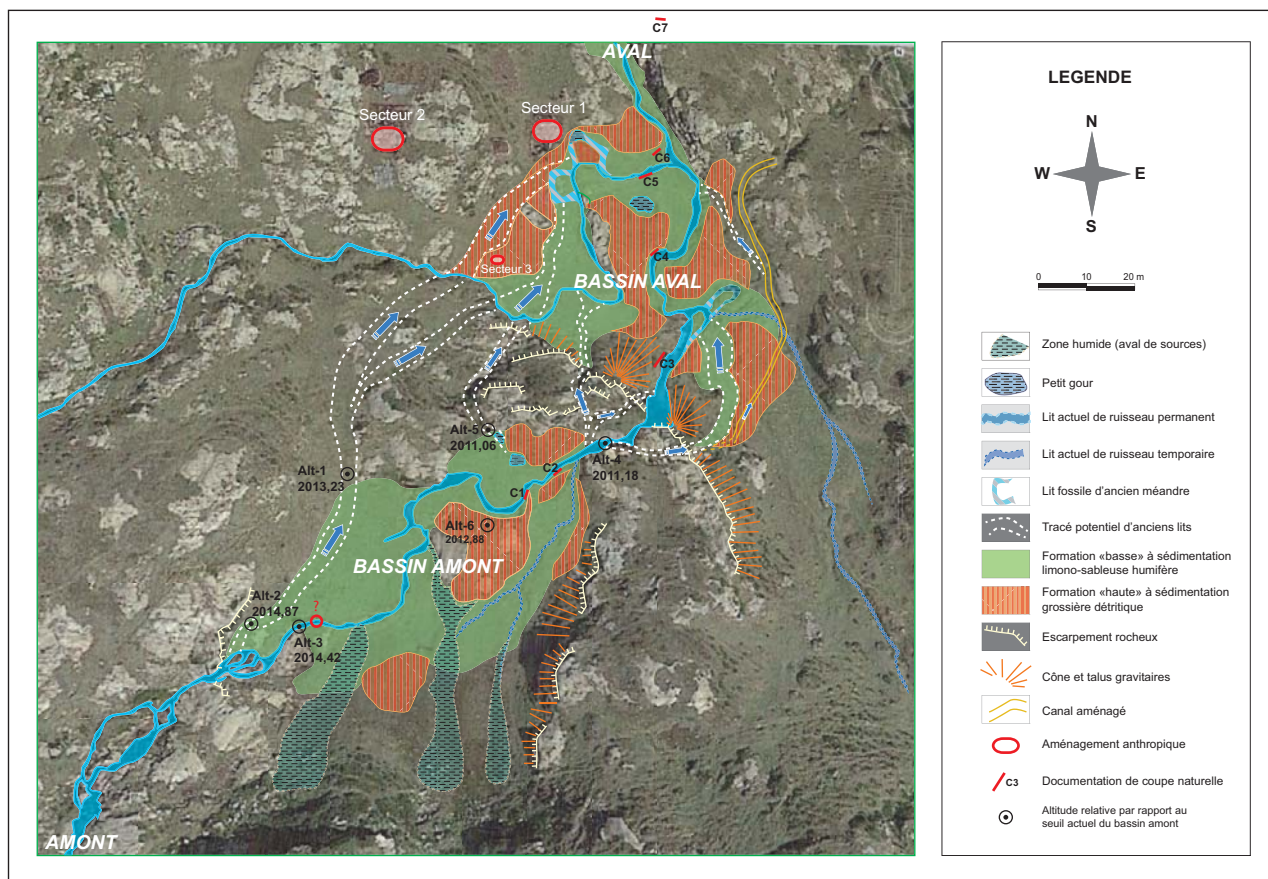 C7
AVAL
N
Secteur 2
Secteur 1
C6
C5
Secteur 3
C4
BASSIN AVAL
C3
Alt-5
2011,06
Alt-4
2011,18
Alt-1
2013,23
C2
C1
Alt-6
2012,88
BASSIN AMONT
Alt-2
2014,87
?
Alt-3
2014,42
AMONT
LEGENDE
N
W
E
S
0 10 20 m
Zone humide (aval de sources)
Petit gour
Lit actuel de ruisseau permanent
Lit actuel de ruisseau temporaire
Lit fossile d'ancien méandre
Tracé potentiel d'anciens lits
Formation «basse» à sédimentation
limono-sableuse humifère
Formation «haute» à sédimentation
grossière détritique
Escarpement rocheux
Cône et talus gravitaires
Canal aménagé
Aménagement anthropique
C3
Documentation de coupe naturelle
Altitude relative par rapport au
seuil actuel du bassin amont